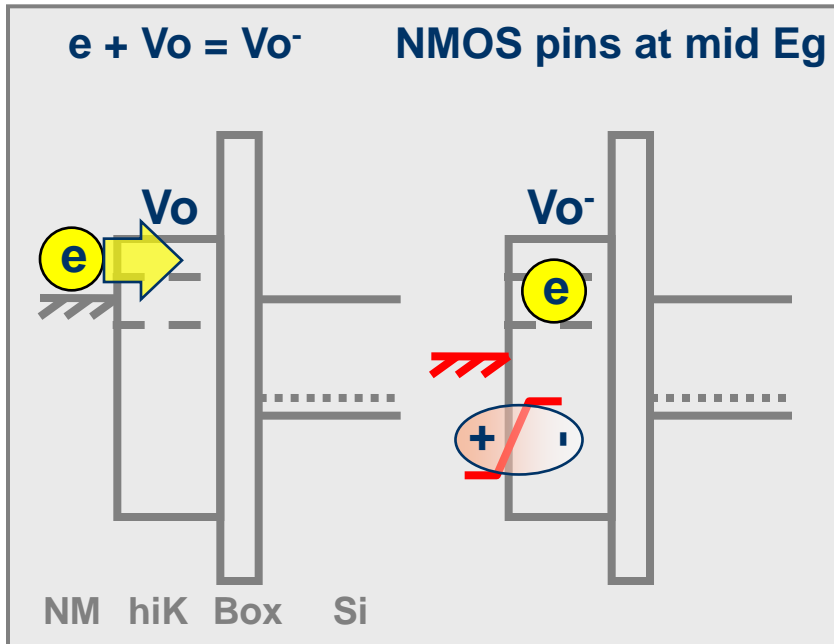 e + Vo = Vo⁻ NMOS pins at mid Eg
Vo Vo⁻
e e
+ -
NM hiK Box Si